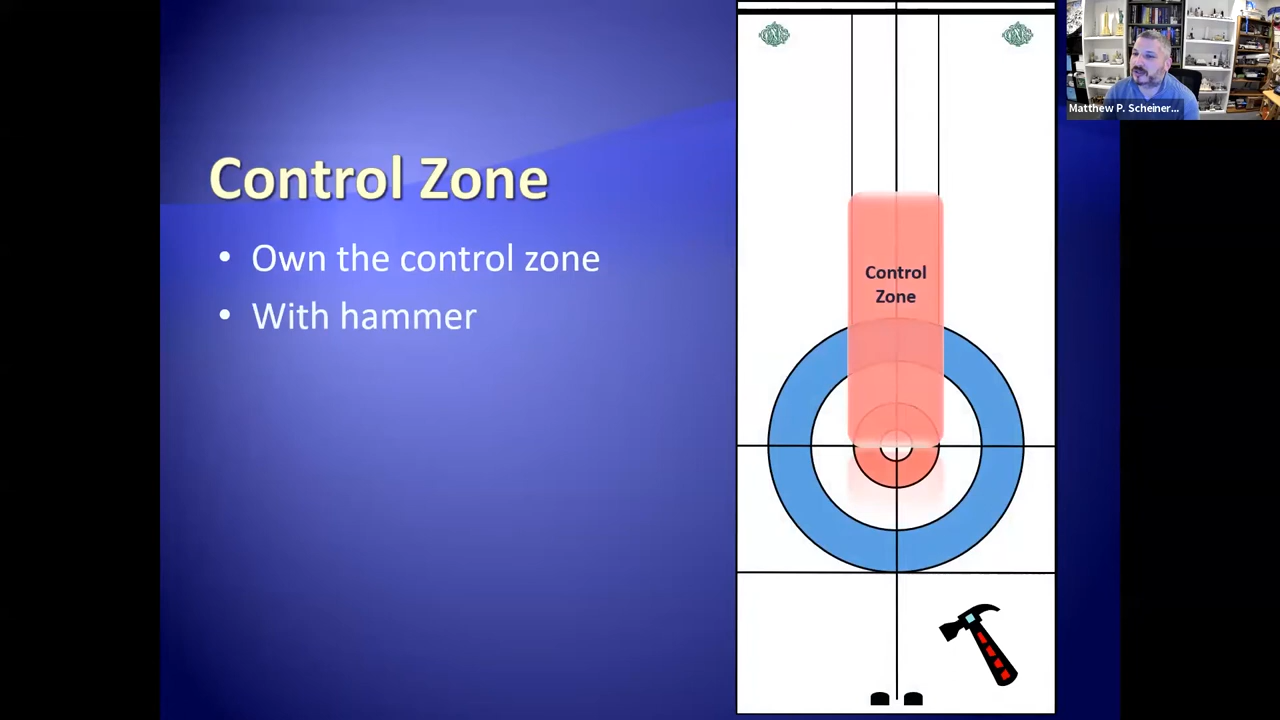 Control Zone
• Own the control zone
• With hammer
Control
Zone
Matthew P. Scheiner...